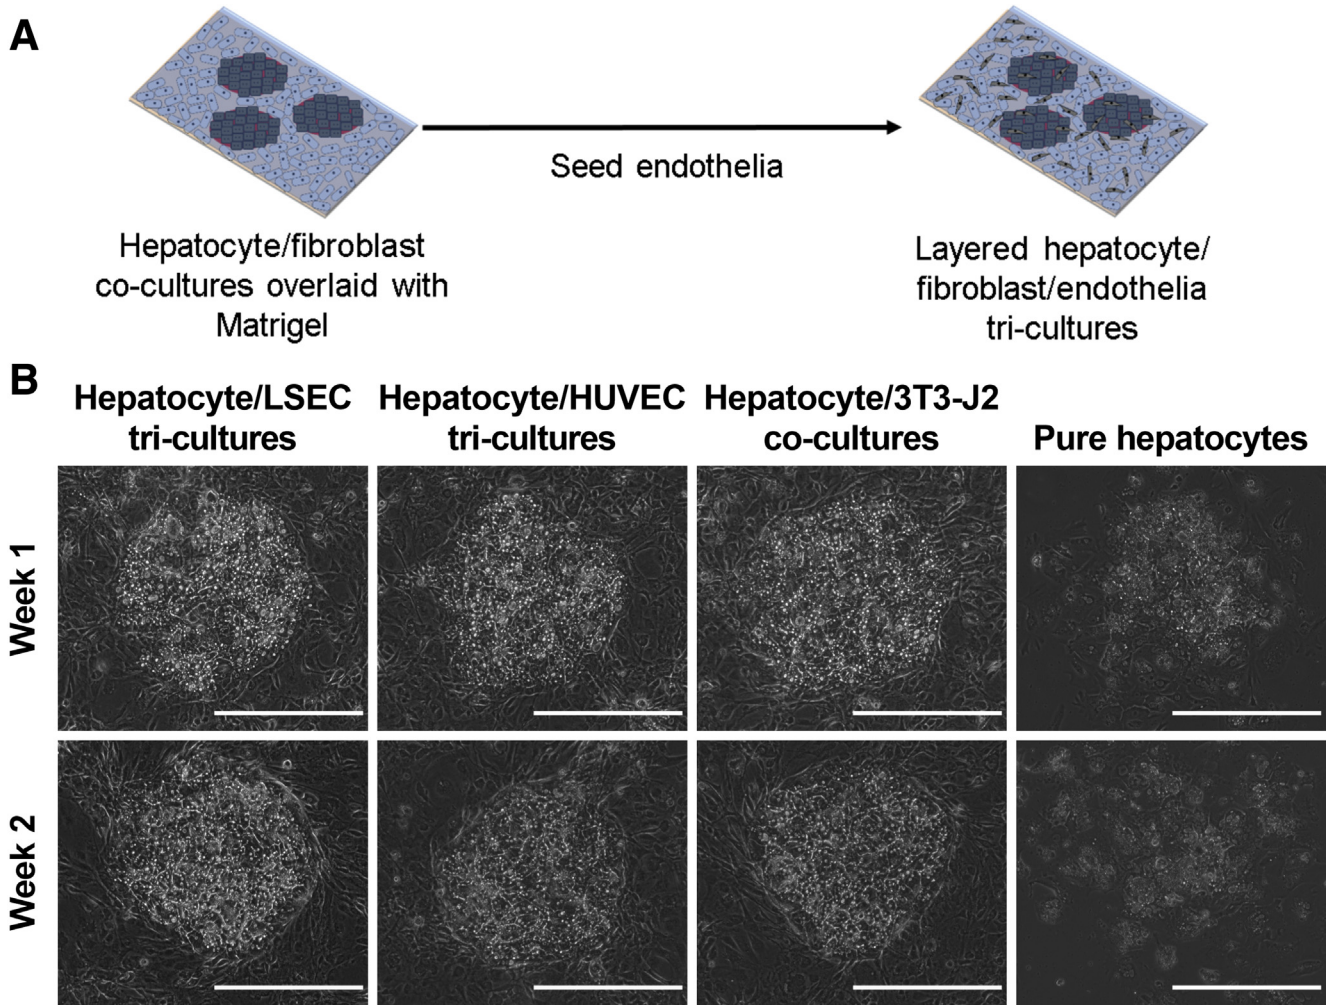 A
Seed endothelia
Hepatocyte/fibroblast
co-cultures overlaid with
Matrigel
Layered hepatocyte/
fibroblast/endothelia
tri-cultures
B
Hepatocyte/LSEC
tri-cultures
Hepatocyte/HUVEC
tri-cultures
Hepatocyte/3T3-J2
co-cultures
Pure hepatocytes
Week 1
Week 2